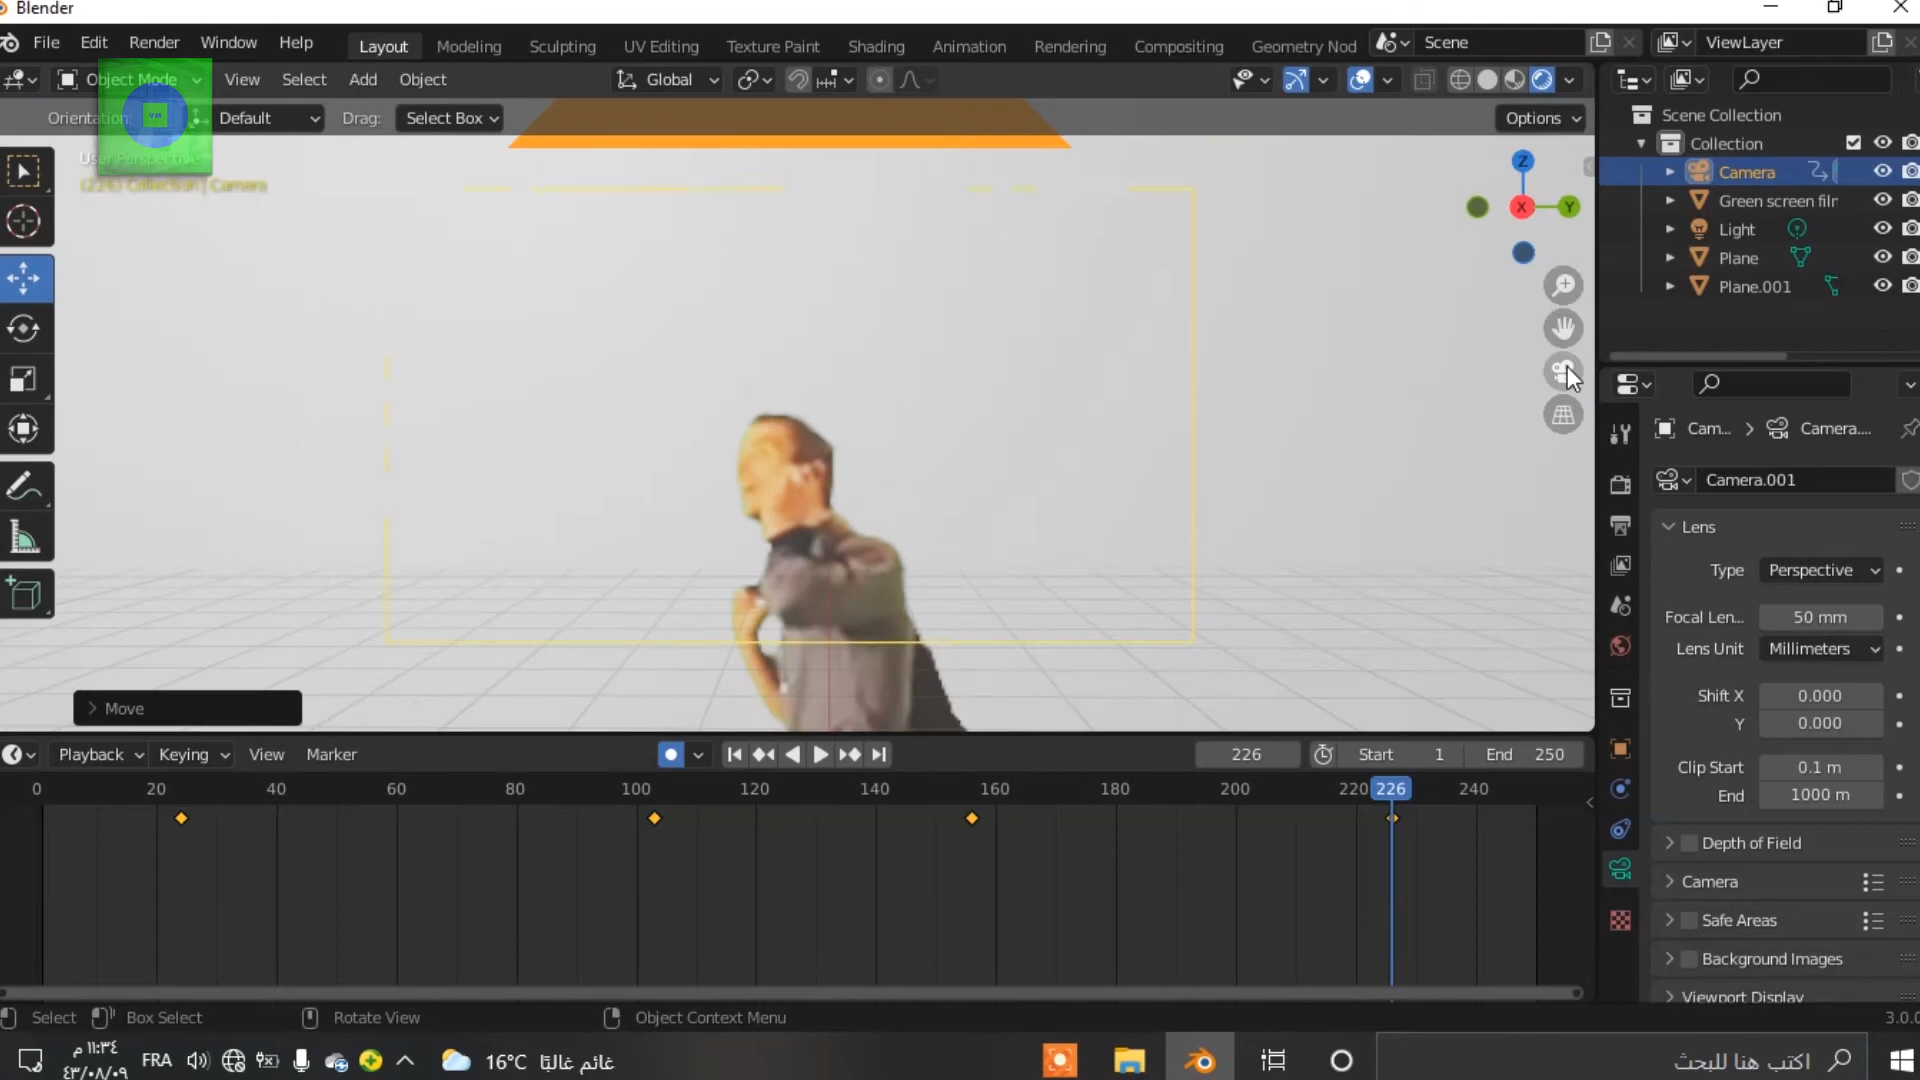 Blender
File Edit Render Window Help Layout Modeling Sculpting UV Editing Texture Paint Shading Animation Rendering Compositing Geometry Nod Scene ViewLayer
Object Mode View Select Add Object Global
Orientation: Default Drag: Select Box Options
User Perspective
(226) Collection | Camera
VM
Z
X
Y
Scene Collection
Collection
Camera
Green screen film
Light
Plane
Plane.001
Cam... > Camera....
Camera.001
Lens
Type Perspective
Focal Len... 50 mm
Lens Unit Millimeters
Shift X 0.000
Y 0.000
Clip Start 0.1 m
End 1000 m
Depth of Field
Camera
Safe Areas
Background Images
Viewport Display
> Move
Playback Keying View Marker 226 Start 1 End 250
0 20 40 60 80 100 120 140 160 180 200 220 226 240
Select Box Select Rotate View Object Context Menu 3.0.0
١١:٣٤ م
٤٣/٠٨/٠٩
FRA
16°C غائم غالبًا
اكتب هنا للبحث